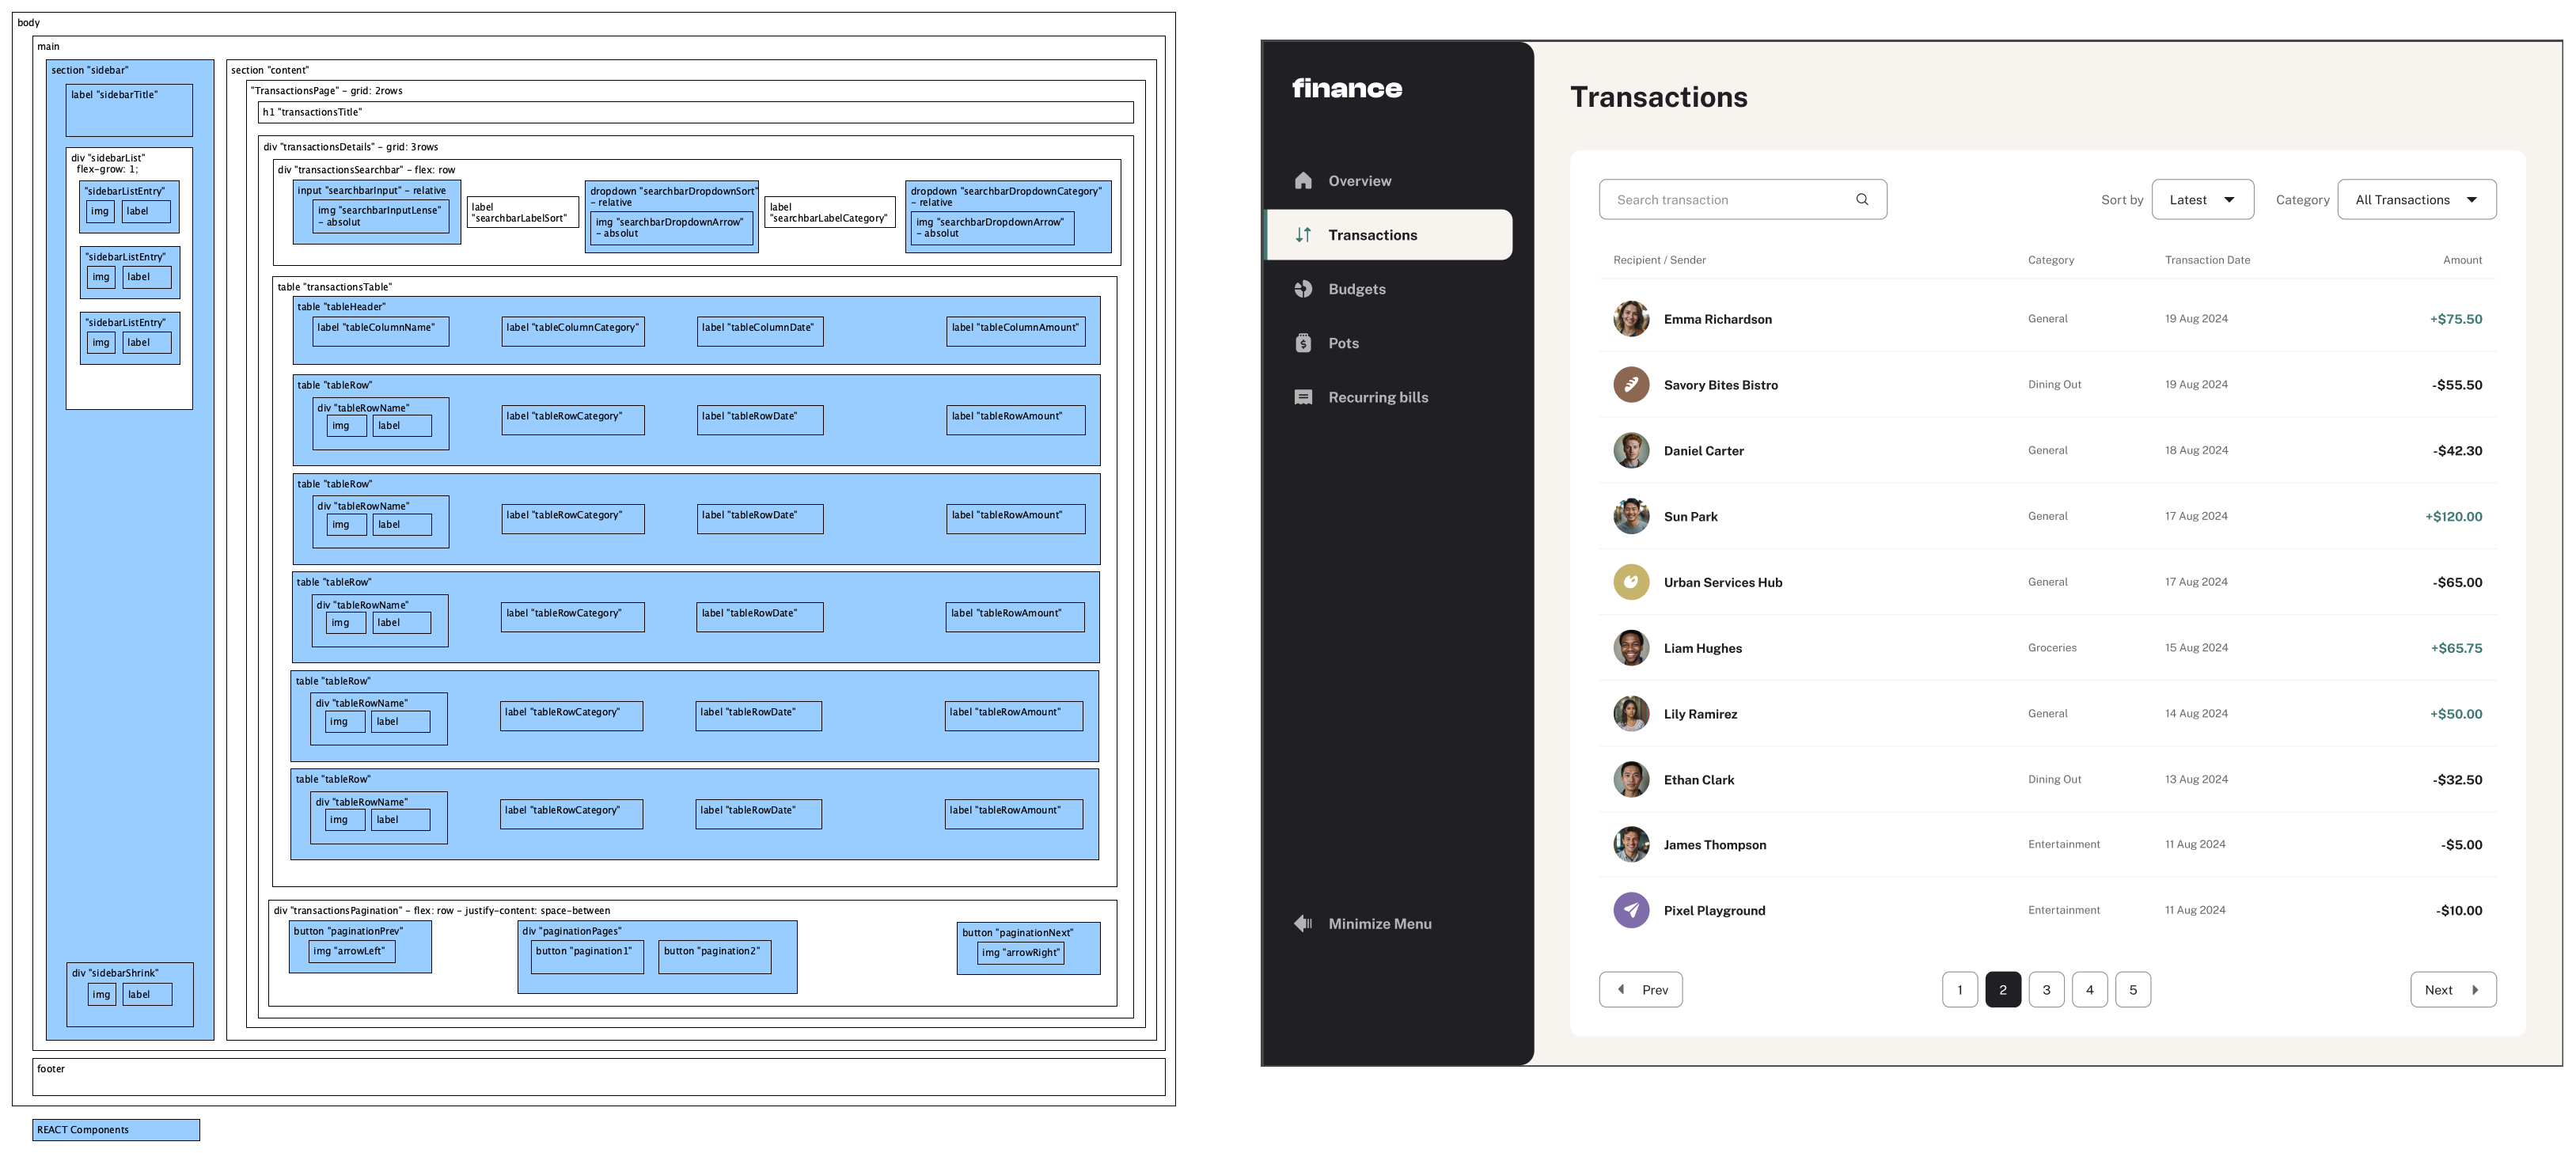 body
main
section "sidebar"
label "sidebarTitle"
div "sidebarList"
flex-grow: 1;
"sidebarListEntry"
img label
"sidebarListEntry"
img label
"sidebarListEntry"
img label
div "sidebarShrink"
img label
section "content"
"TransactionsPage" - grid: 2rows
h1 "transactionsTitle"
div "transactionsDetails" - grid: 3rows
div "transactionsSearchbar" - flex: row
input "searchbarInput" - relative
img "searchbarInputLense"
- absolut
label
"searchbarLabelSort"
dropdown "searchbarDropdownSort"
- relative
img "searchbarDropdownArrow"
- absolut
label
"searchbarLabelCategory"
dropdown "searchbarDropdownCategory"
- relative
img "searchbarDropdownArrow"
- absolut
table "transactionsTable"
table "tableHeader"
label "tableColumnName" label "tableColumnCategory" label "tableColumnDate" label "tableColumnAmount"
table "tableRow"
div "tableRowName"
img label
label "tableRowCategory" label "tableRowDate" label "tableRowAmount"
table "tableRow"
div "tableRowName"
img label
label "tableRowCategory" label "tableRowDate" label "tableRowAmount"
table "tableRow"
div "tableRowName"
img label
label "tableRowCategory" label "tableRowDate" label "tableRowAmount"
table "tableRow"
div "tableRowName"
img label
label "tableRowCategory" label "tableRowDate" label "tableRowAmount"
table "tableRow"
div "tableRowName"
img label
label "tableRowCategory" label "tableRowDate" label "tableRowAmount"
div "transactionsPagination" - flex: row - justify-content: space-between
button "paginationPrev"
img "arrowLeft"
div "paginationPages"
button "pagination1" button "pagination2"
button "paginationNext"
img "arrowRight"
footer
REACT Components
finance
Overview
Transactions
Budgets
Pots
Recurring bills
Minimize Menu
Transactions
Search transaction Sort by Latest Category All Transactions
Recipient / Sender Category Transaction Date Amount
Emma Richardson General 19 Aug 2024 +$75.50
Savory Bites Bistro Dining Out 19 Aug 2024 -$55.50
Daniel Carter General 18 Aug 2024 -$42.30
Sun Park General 17 Aug 2024 +$120.00
Urban Services Hub General 17 Aug 2024 -$65.00
Liam Hughes Groceries 15 Aug 2024 +$65.75
Lily Ramirez General 14 Aug 2024 +$50.00
Ethan Clark Dining Out 13 Aug 2024 -$32.50
James Thompson Entertainment 11 Aug 2024 -$5.00
Pixel Playground Entertainment 11 Aug 2024 -$10.00
Prev 1 2 3 4 5 Next